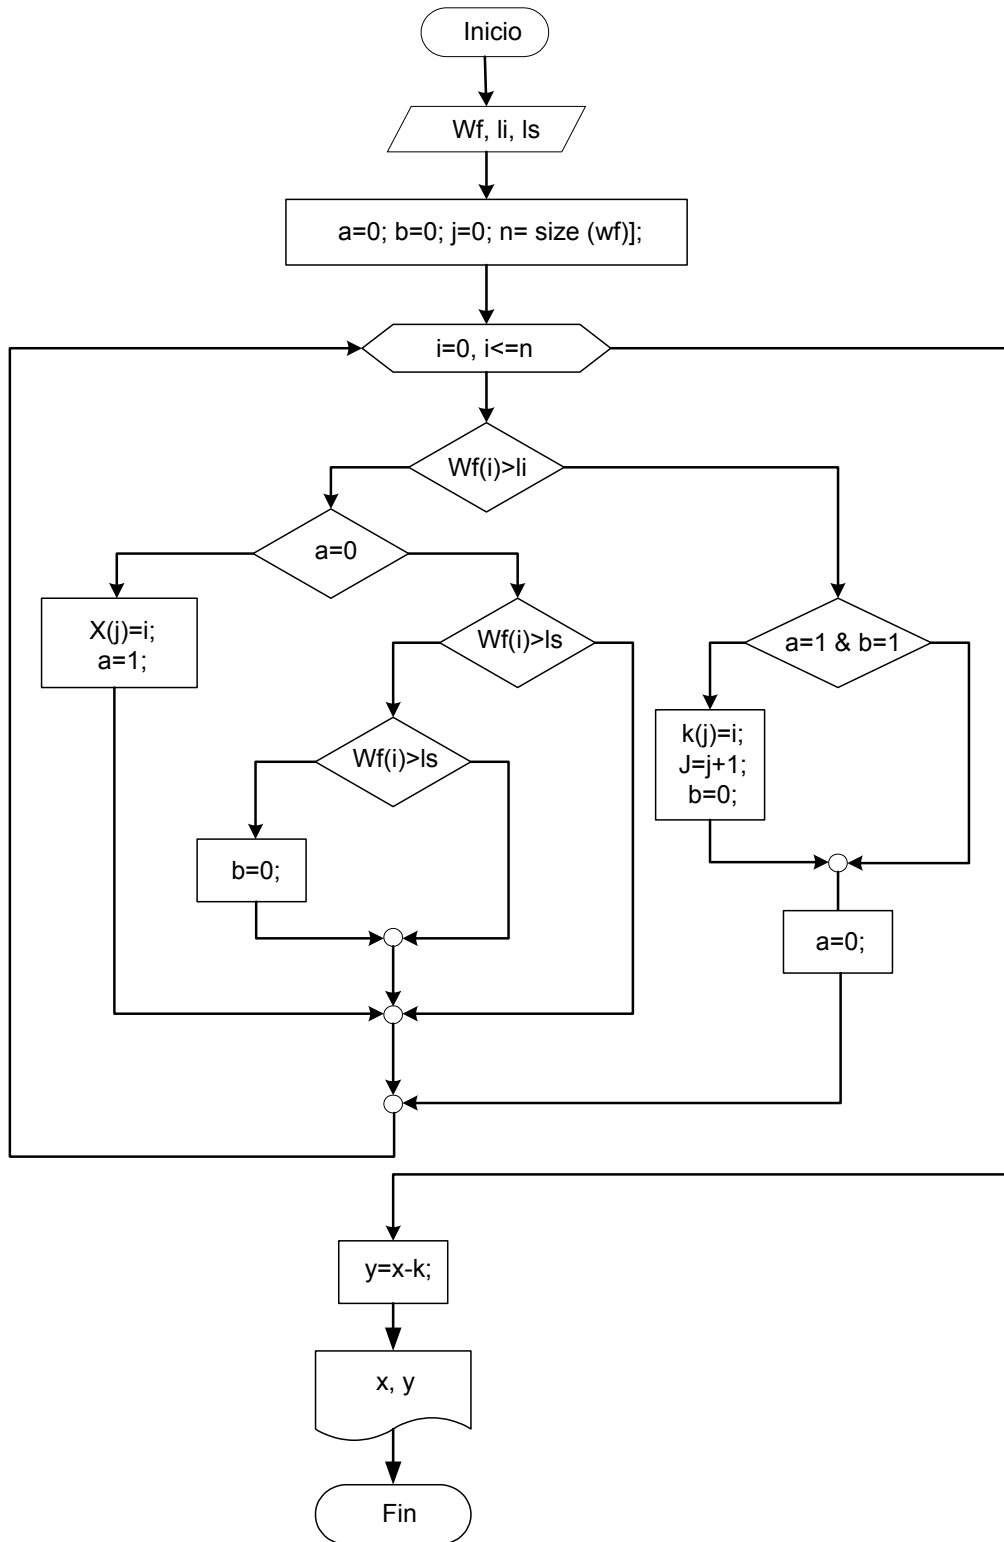 Inicio
Wf, li, ls
a=0; b=0; j=0; n= size (wf)];
i=0, i<=n
Wf(i)>li
a=0
X(j)=i;
a=1;
Wf(i)>ls
Wf(i)>ls
b=0;
a=1 & b=1
k(j)=i;
J=j+1;
b=0;
a=0;
y=x-k;
x, y
Fin